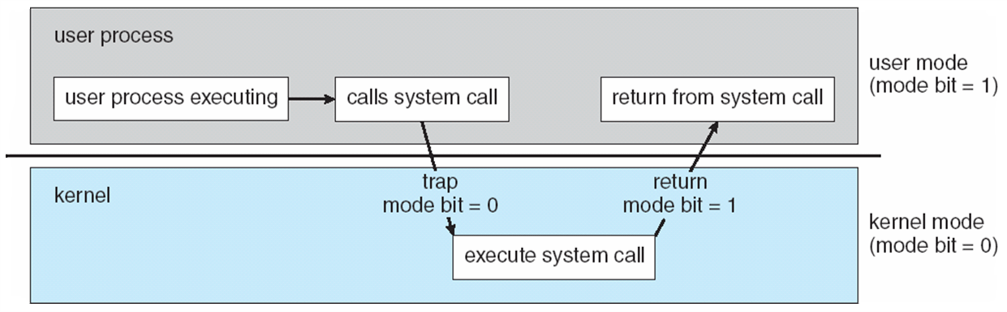 user process
user process executing
calls system call
return from system call
user mode
(mode bit = 1)
trap
mode bit = 0
return
mode bit = 1
kernel
execute system call
kernel mode
(mode bit = 0)